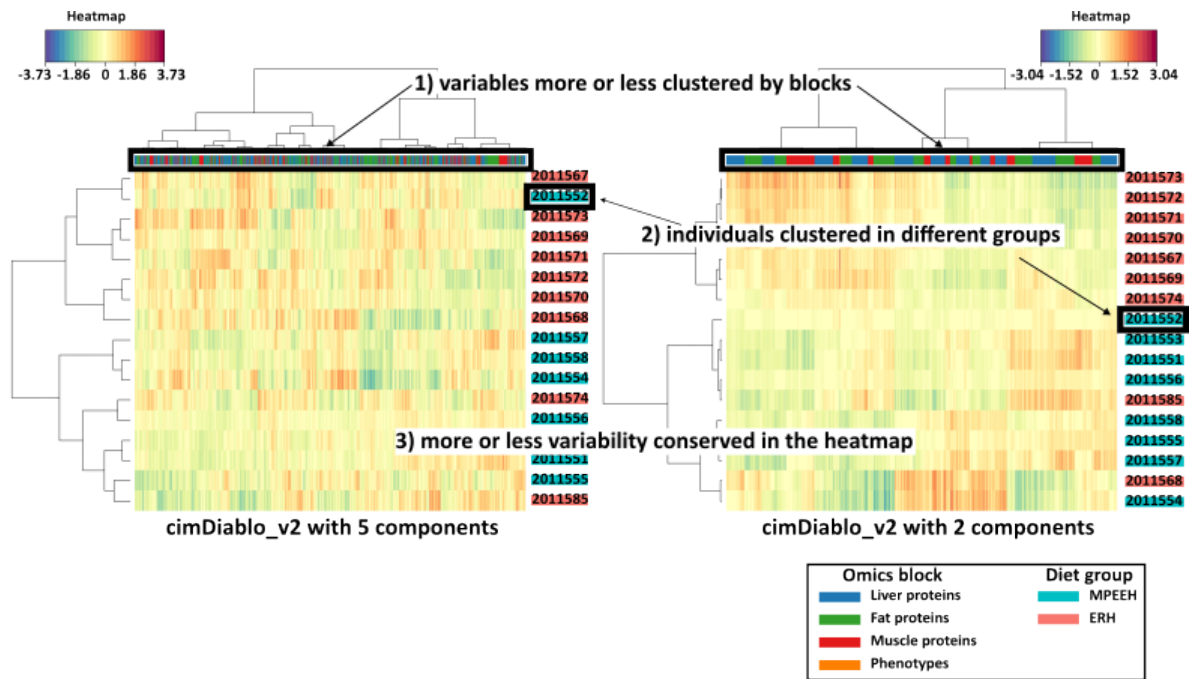 Heatmap
-3.73 -1.86 0 1.86 3.73
Heatmap
-3.04 -1.52 0 1.52 3.04
1) variables more or less clustered by blocks
2011567
2011552
2011573
2011569
2011571
2011572
2011570
2011568
2011557
2011558
2011554
2011574
2011556
2011551
2011555
2011585
2) individuals clustered in different groups
3) more or less variability conserved in the heatmap
2011573
2011572
2011571
2011570
2011567
2011569
2011574
2011552
2011553
2011551
2011556
2011585
2011558
2011555
2011557
2011568
2011554
cimDiablo_v2 with 5 components
cimDiablo_v2 with 2 components
Omics block
Liver proteins
Fat proteins
Muscle proteins
Phenotypes
Diet group
MPEEH
ERH